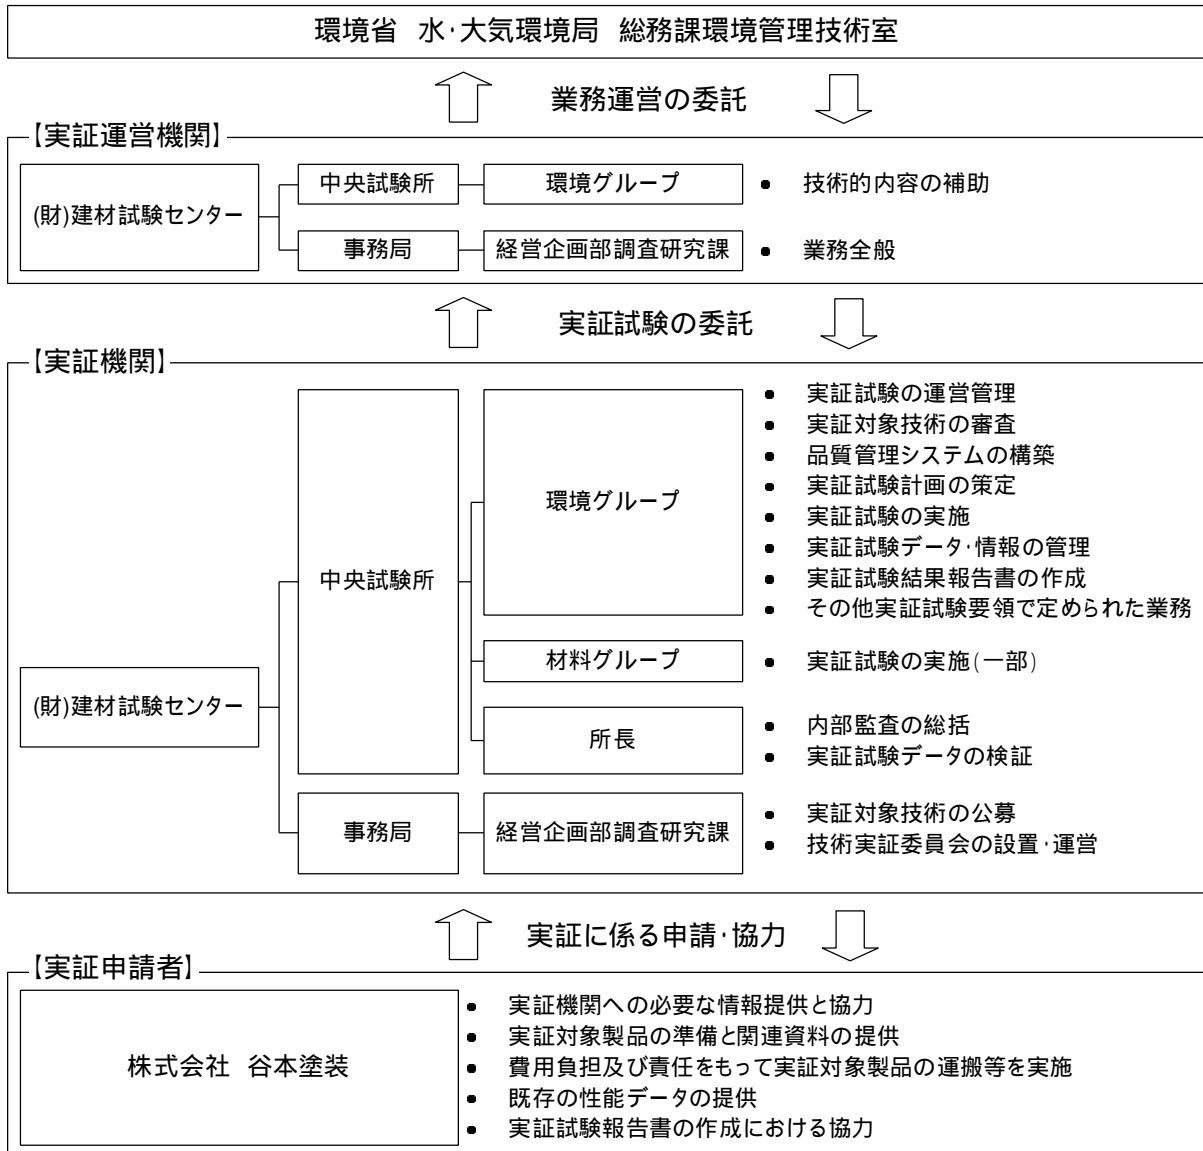 環境省 水・大気環境局 総務課環境管理技術室
業務運営の委託
【実証運営機関】
(財)建材試験センター
中央試験所
環境グループ
● 技術的内容の補助
事務局
経営企画部調査研究課
● 業務全般
実証試験の委託
【実証機関】
(財)建材試験センター
中央試験所
環境グループ
● 実証試験の運営管理
● 実証対象技術の審査
● 品質管理システムの構築
● 実証試験計画の策定
● 実証試験の実施
● 実証試験データ・情報の管理
● 実証試験結果報告書の作成
● その他実証試験要領で定められた業務
材料グループ
● 実証試験の実施(一部)
所長
● 内部監査の総括
● 実証試験データの検証
事務局
経営企画部調査研究課
● 実証対象技術の公募
● 技術実証委員会の設置・運営
実証に係る申請・協力
【実証申請者】
株式会社 谷本塗装
● 実証機関への必要な情報提供と協力
● 実証対象製品の準備と関連資料の提供
● 費用負担及び責任をもって実証対象製品の運搬等を実施
● 既存の性能データの提供
● 実証試験報告書の作成における協力